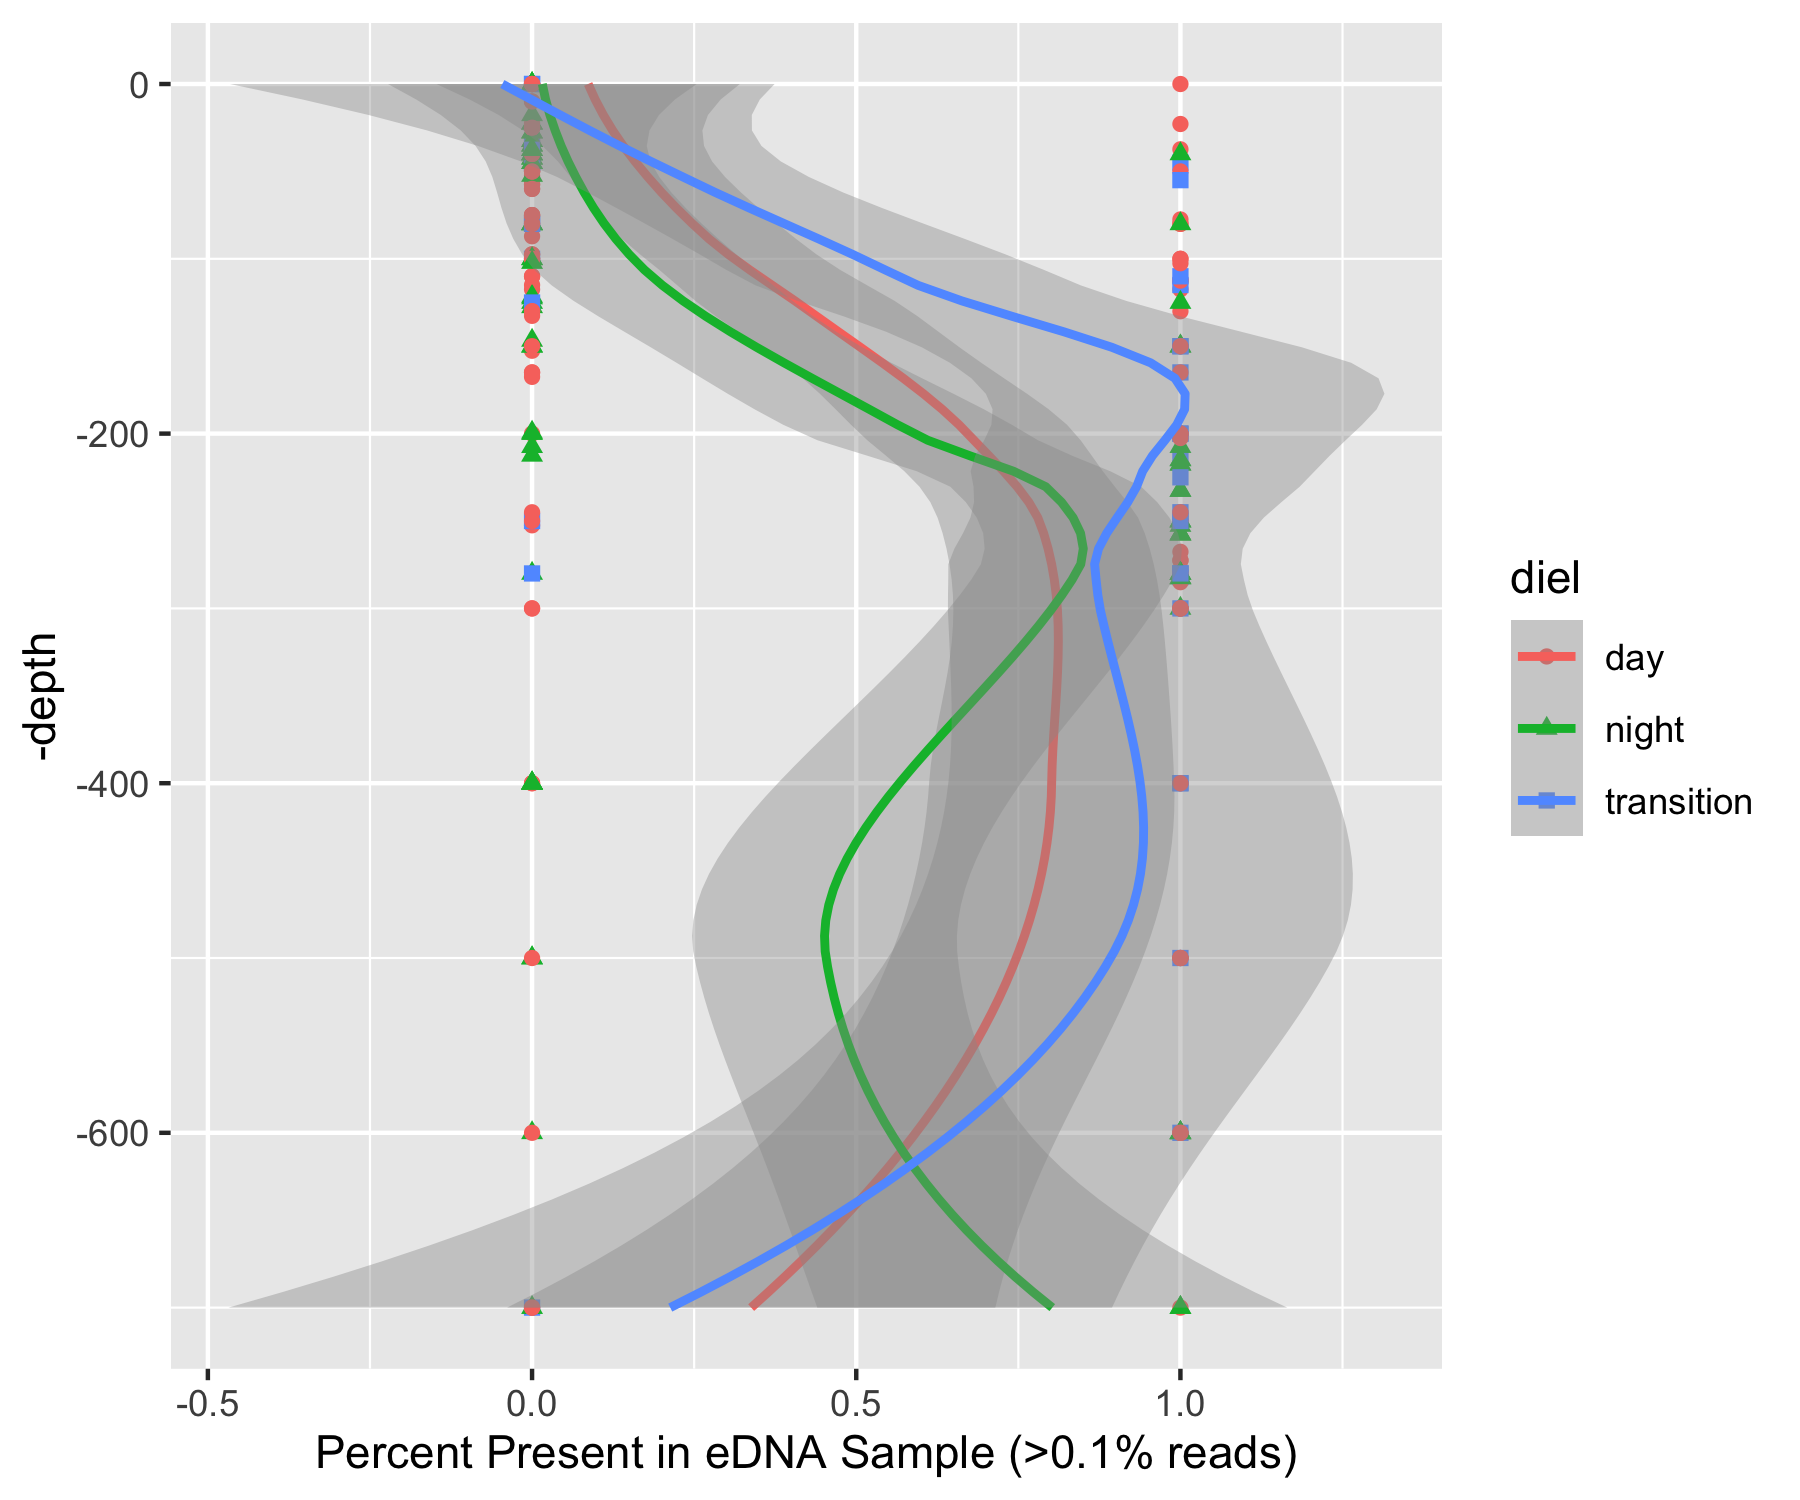 0
-200
-400
-600
-depth
-0.5 0.0 0.5 1.0
Percent Present in eDNA Sample (>0.1% reads)
diel
day
night
transition